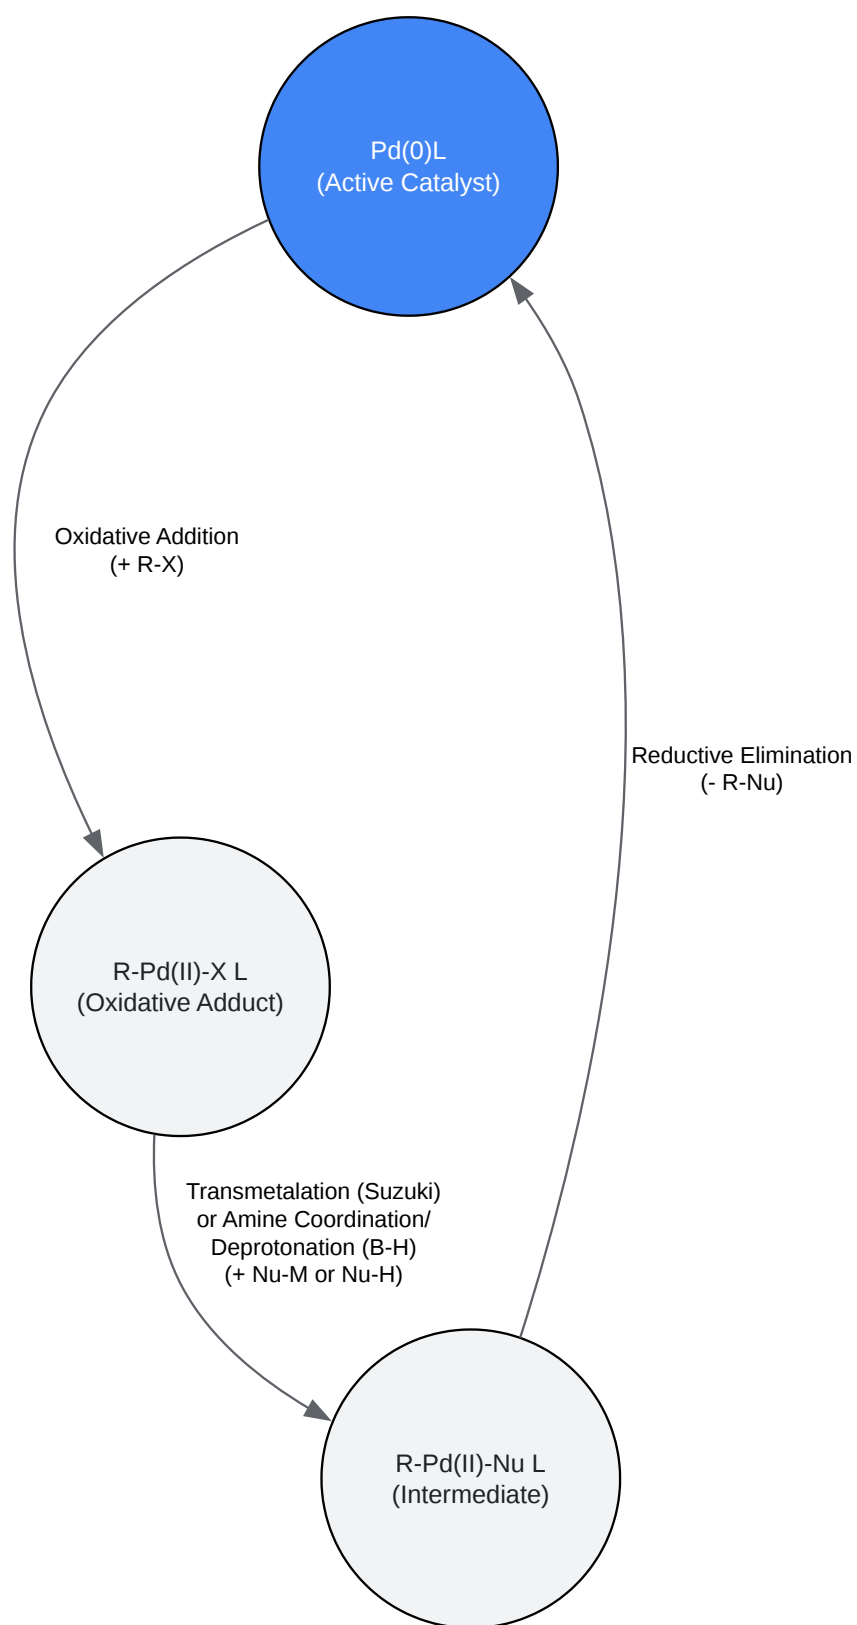 Pd(0)L
(Active Catalyst)
Oxidative Addition
(+ R-X)
Reductive Elimination
(- R-Nu)
R-Pd(II)-X L
(Oxidative Adduct)
Transmetalation (Suzuki)
or Amine Coordination/
Deprotonation (B-H)
(+ Nu-M or Nu-H)
R-Pd(II)-Nu L
(Intermediate)